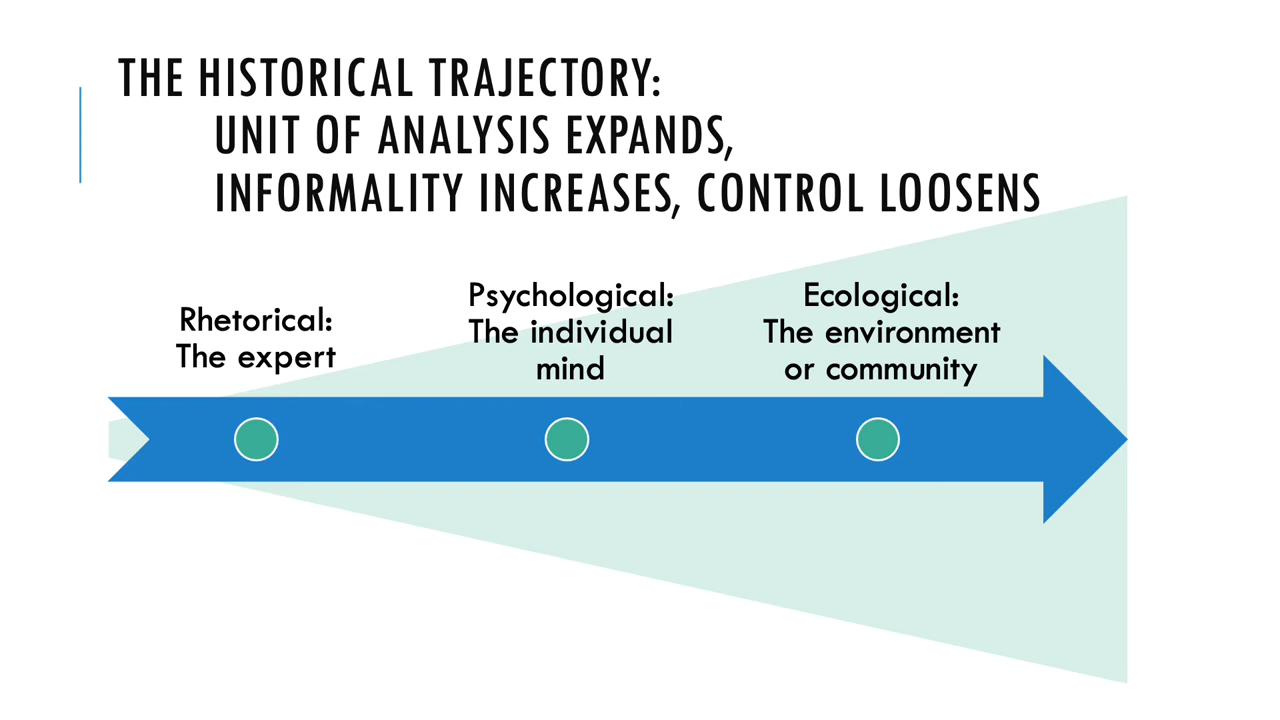 THE HISTORICAL TRAJECTORY:
UNIT OF ANALYSIS EXPANDS,
INFORMALITY INCREASES, CONTROL LOOSENS
Rhetorical:
The expert
Psychological:
The individual
mind
Ecological:
The environment
or community